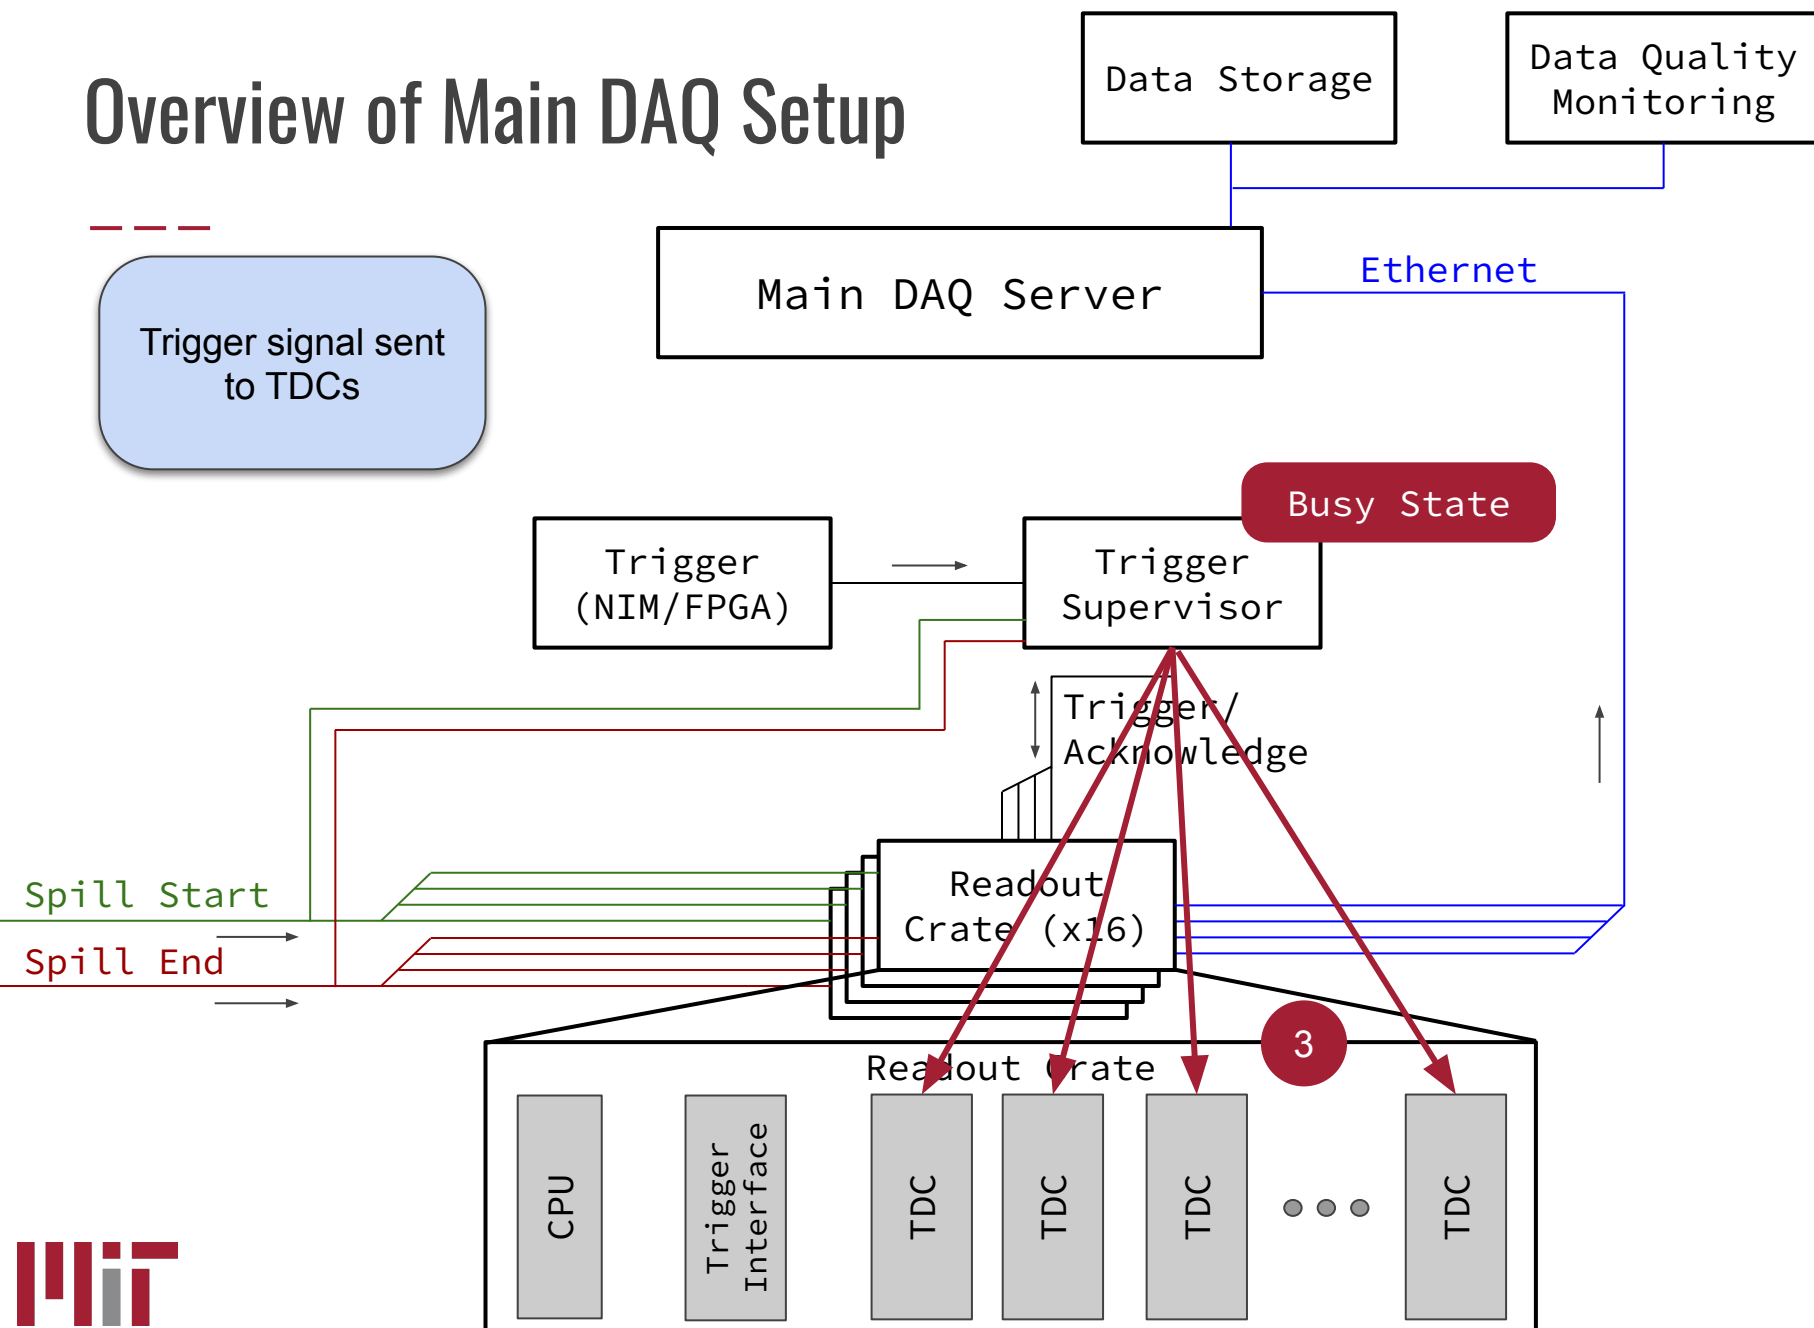 Data Storage
Data Quality
Monitoring
Overview of Main DAQ Setup
Main DAQ Server
Ethernet
Trigger signal sent
to TDCs
Busy State
Trigger
(NIM/FPGA)
Trigger
Supervisor
Trigger/
Acknowledge
Spill Start
Spill End
Readout
Crate (x16)
3
Readout Crate
CPU
Trigger
Interface
TDC
TDC
TDC
TDC
MIT